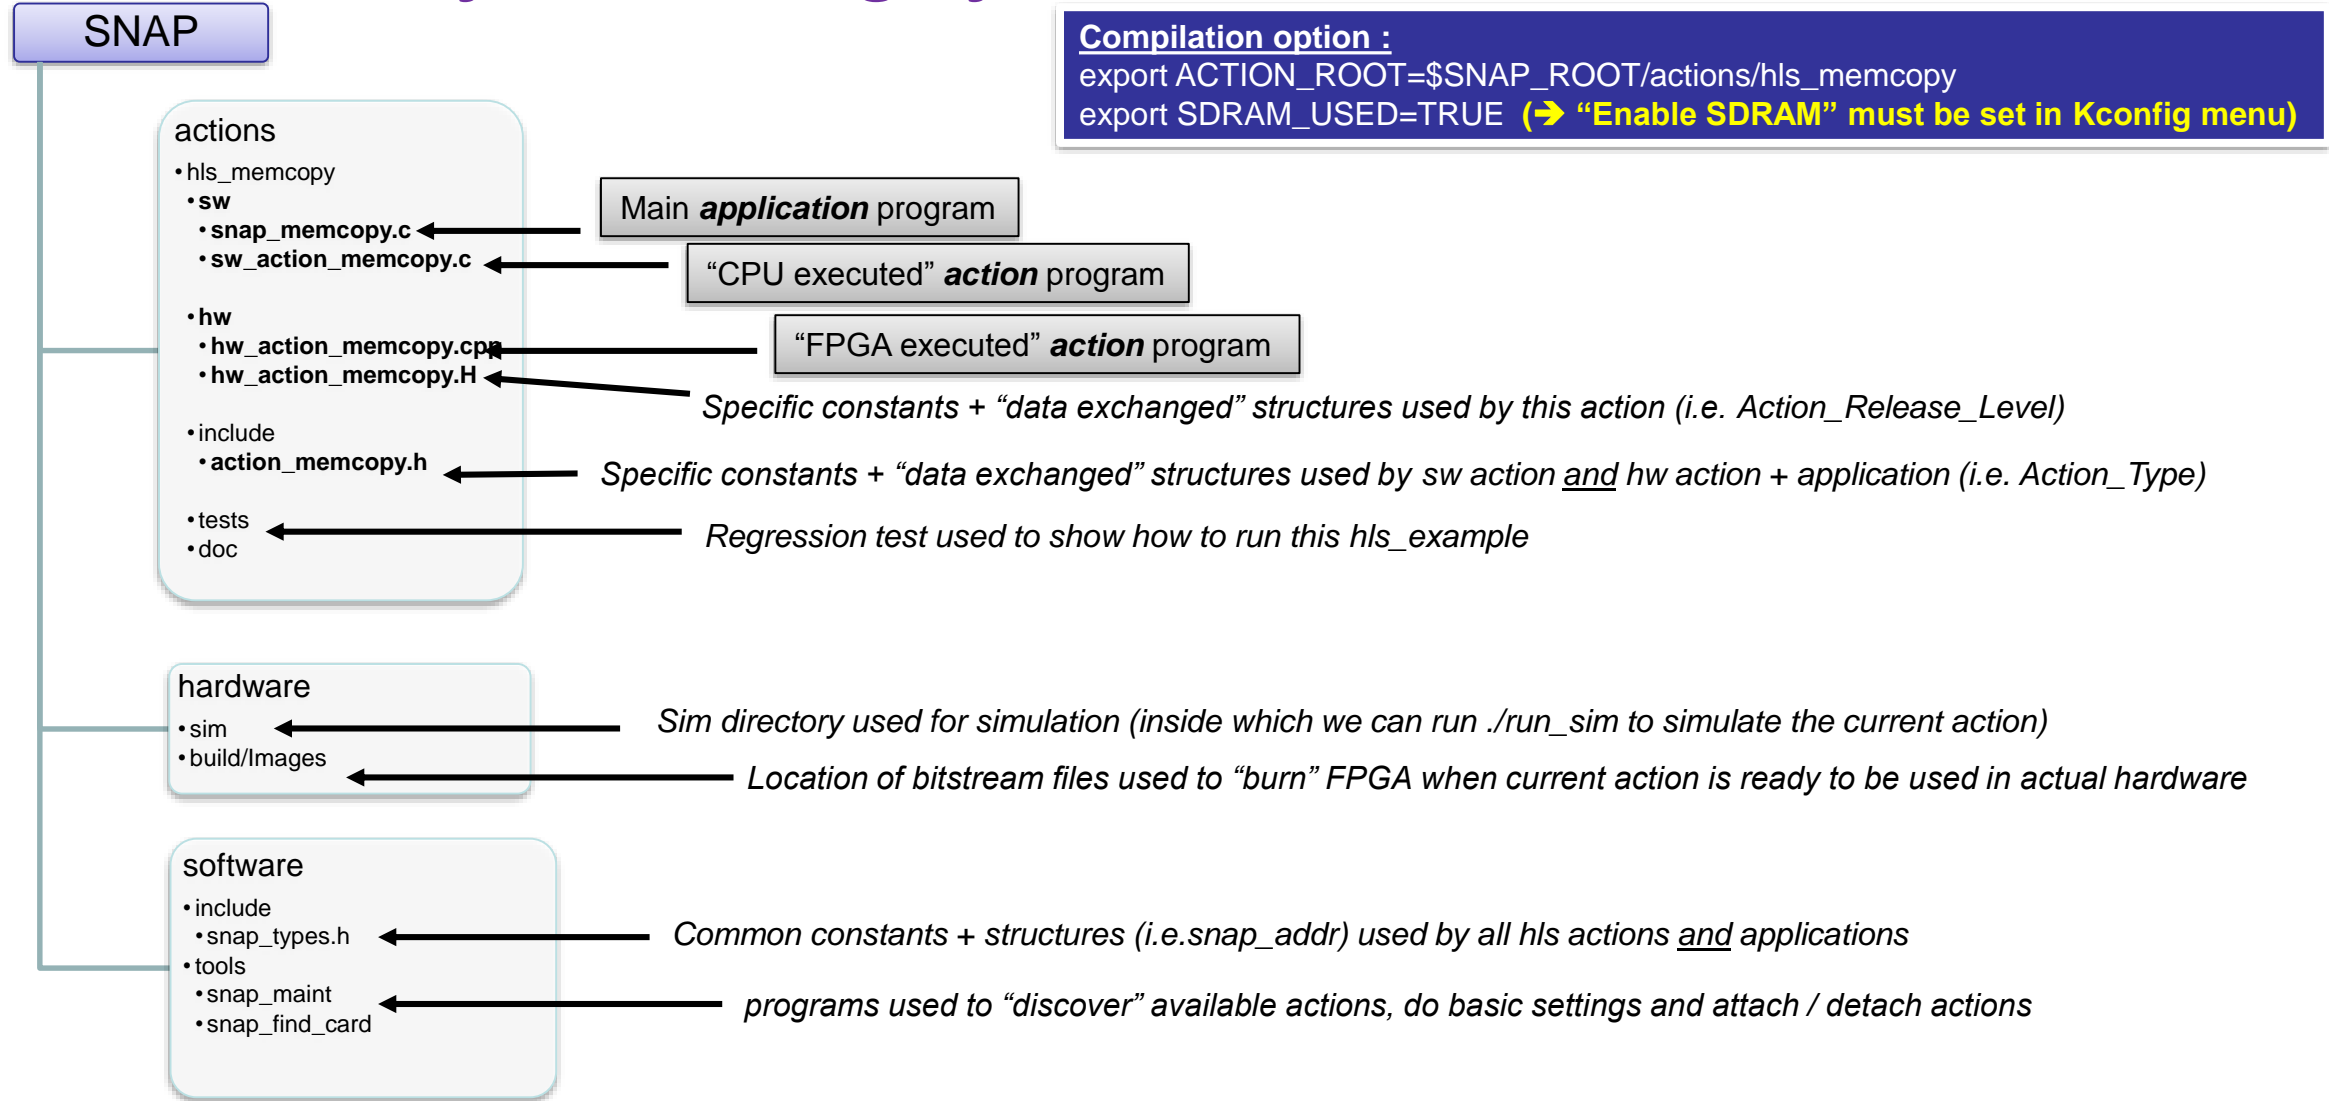 SNAP
Compilation option :
export ACTION_ROOT=$SNAP_ROOT/actions/hls_memcopy
export SDRAM_USED=TRUE (➔ “Enable SDRAM” must be set in Kconfig menu)
actions
•hls_memcopy
•sw
•snap_memcopy.c
•sw_action_memcopy.c
•hw
•hw_action_memcopy.cpp
•hw_action_memcopy.H
•include
•action_memcopy.h
•tests
•doc
Main application program
“CPU executed” action program
“FPGA executed” action program
Specific constants + “data exchanged” structures used by this action (i.e. Action_Release_Level)
Specific constants + “data exchanged” structures used by sw action and hw action + application (i.e. Action_Type)
Regression test used to show how to run this hls_example
hardware
•sim
•build/Images
Sim directory used for simulation (inside which we can run ./run_sim to simulate the current action)
Location of bitstream files used to “burn” FPGA when current action is ready to be used in actual hardware
software
•include
•snap_types.h
•tools
•snap_maint
•snap_find_card
Common constants + structures (i.e.snap_addr) used by all hls actions and applications
programs used to “discover” available actions, do basic settings and attach / detach actions